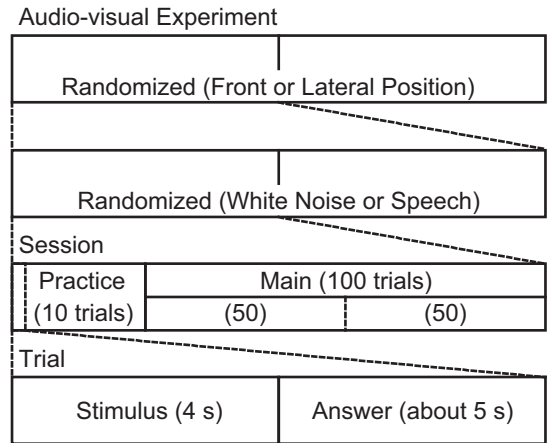 Audio-visual Experiment
Randomized (Front or Lateral Position)
Randomized (White Noise or Speech)
Session
Practice
(10 trials)
Main (100 trials)
(50)
(50)
Trial
Stimulus (4 s)
Answer (about 5 s)